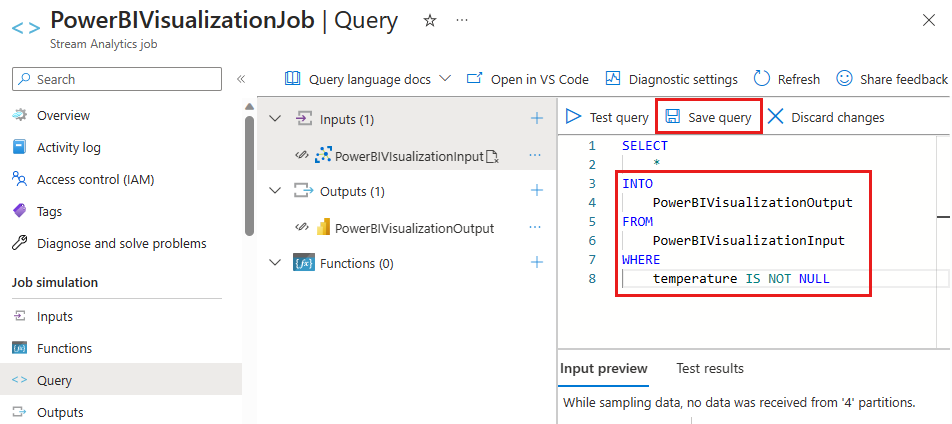 PowerBIVisualizationJob | Query
Stream Analytics job
Search
Overview
Activity log
Access control (IAM)
Tags
Diagnose and solve problems
Job simulation
Inputs
Functions
Query
Outputs
Query language docs
Open in VS Code
Diagnostic settings
Refresh
Share feedback
Inputs (1)
PowerBIVIsualizationInput
Outputs (1)
PowerBIVisualizationOutput
Functions (0)
Test query
Save query
Discard changes
1 SELECT
2 *
3 INTO
4 PowerBIVisualizationOutput
5 FROM
6 PowerBIVisualizationInput
7 WHERE
8 temperature IS NOT NULL
Input preview
Test results
While sampling data, no data was received from '4' partitions.